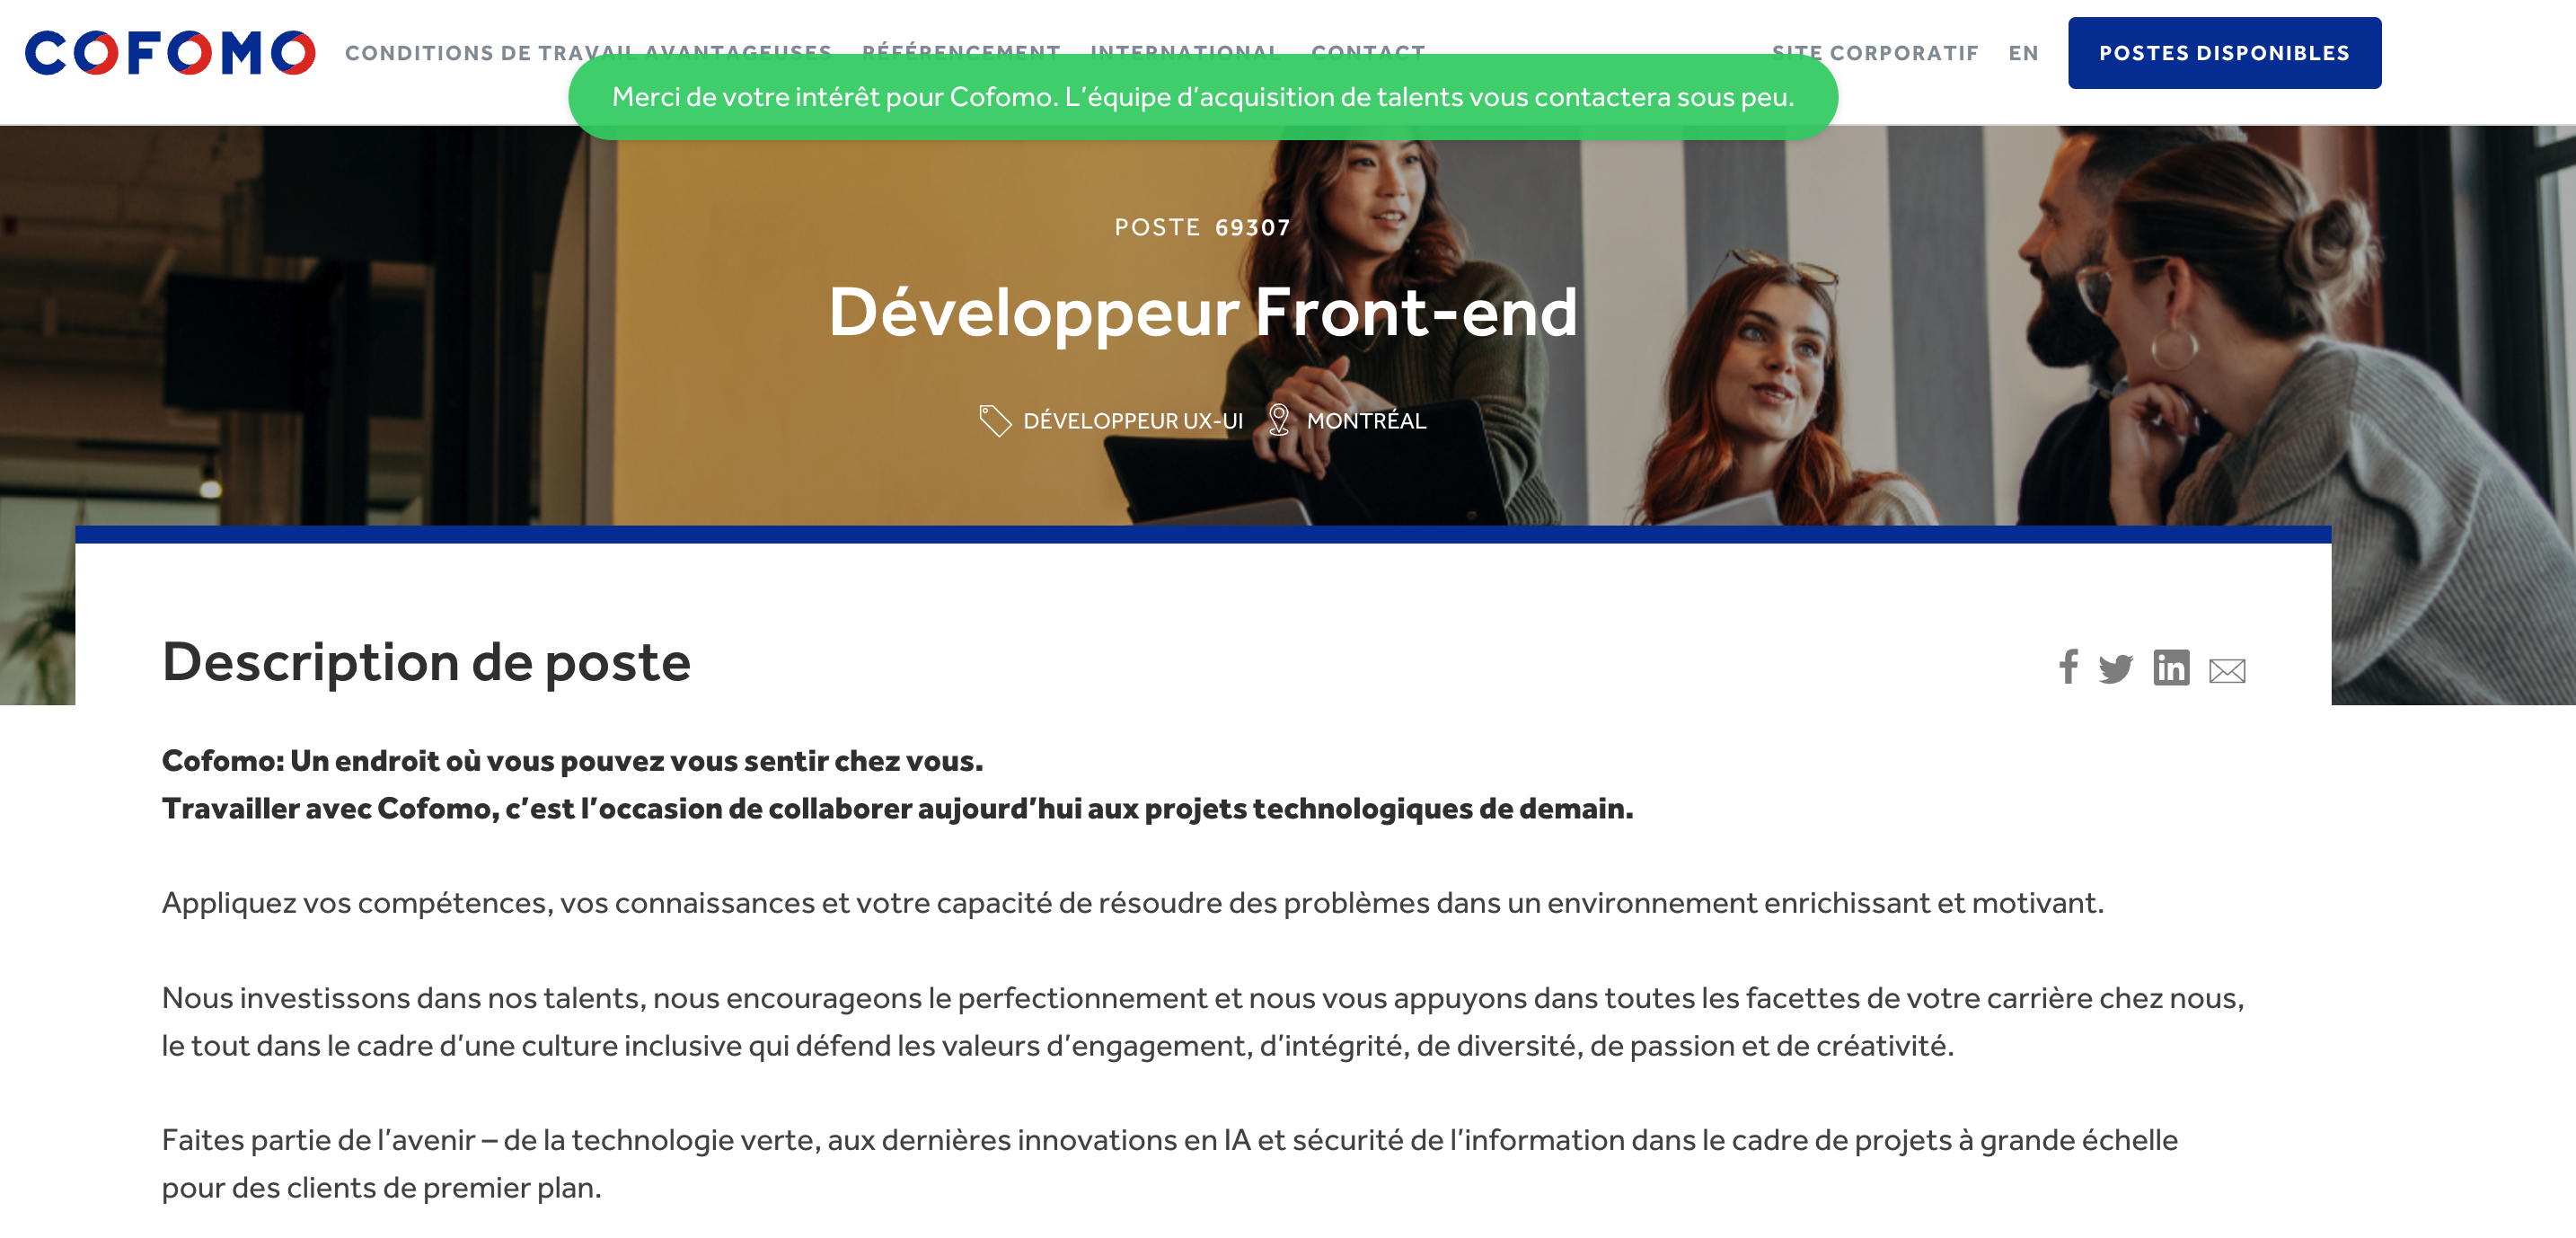 COFOMO
CONDITIONS DE TRAVAIL AVANTAGEUSES RÉFÉRENCEMENT INTERNATIONAL CONTACT SITE CORPORATIF EN POSTES DISPONIBLES
Merci de votre intérêt pour Cofomo. L’équipe d’acquisition de talents vous contactera sous peu.
POSTE 69307
Développeur Front-end
DÉVELOPPEUR UX-UI MONTRÉAL
Description de poste
Cofomo: Un endroit où vous pouvez vous sentir chez vous.
Travailler avec Cofomo, c’est l’occasion de collaborer aujourd’hui aux projets technologiques de demain.
Appliquez vos compétences, vos connaissances et votre capacité de résoudre des problèmes dans un environnement enrichissant et motivant.
Nous investissons dans nos talents, nous encourageons le perfectionnement et nous vous appuyons dans toutes les facettes de votre carrière chez nous,
le tout dans le cadre d’une culture inclusive qui défend les valeurs d’engagement, d’intégrité, de diversité, de passion et de créativité.
Faites partie de l’avenir – de la technologie verte, aux dernières innovations en IA et sécurité de l’information dans le cadre de projets à grande échelle
pour des clients de premier plan.